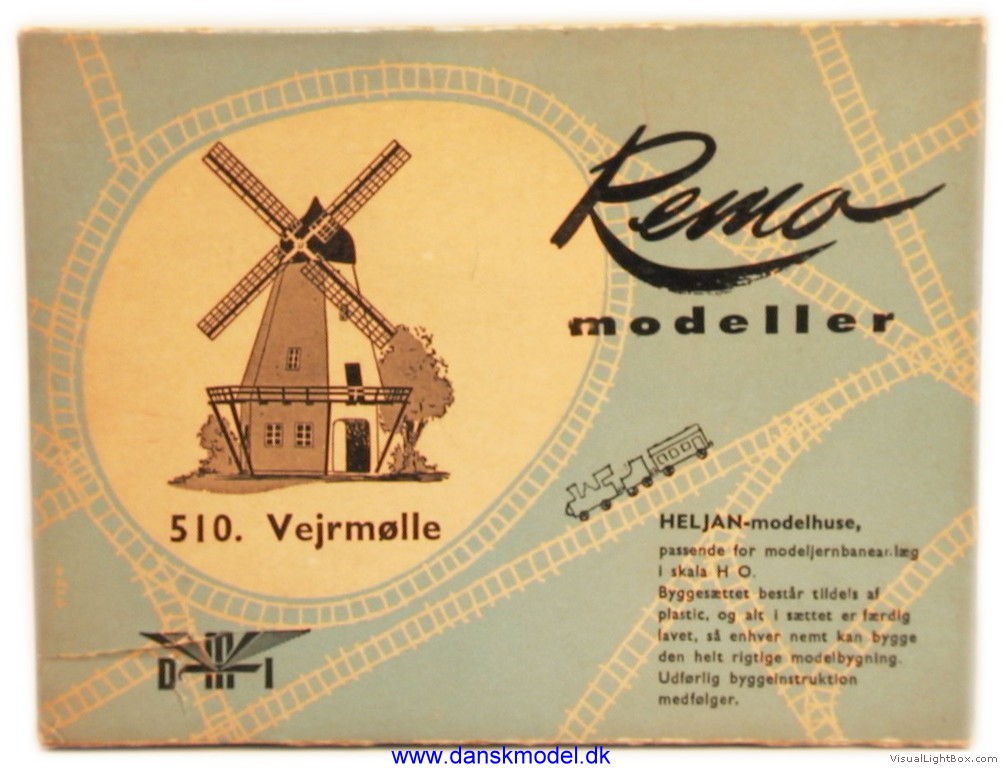 Remo
modeller
510. Vejrmølle
HELJAN-modelhuse,
passende for modeljernbaneanlæg
i skala H O.
Byggesættet består tildels af
plastic, og alt i sættet er færdig
lavet, så enhver nemt kan bygge
den helt rigtige modelbygning.
Udførlig byggeinstruktion
medfølger.
D M I
www.danskmodel.dk
VisualLightBox.com